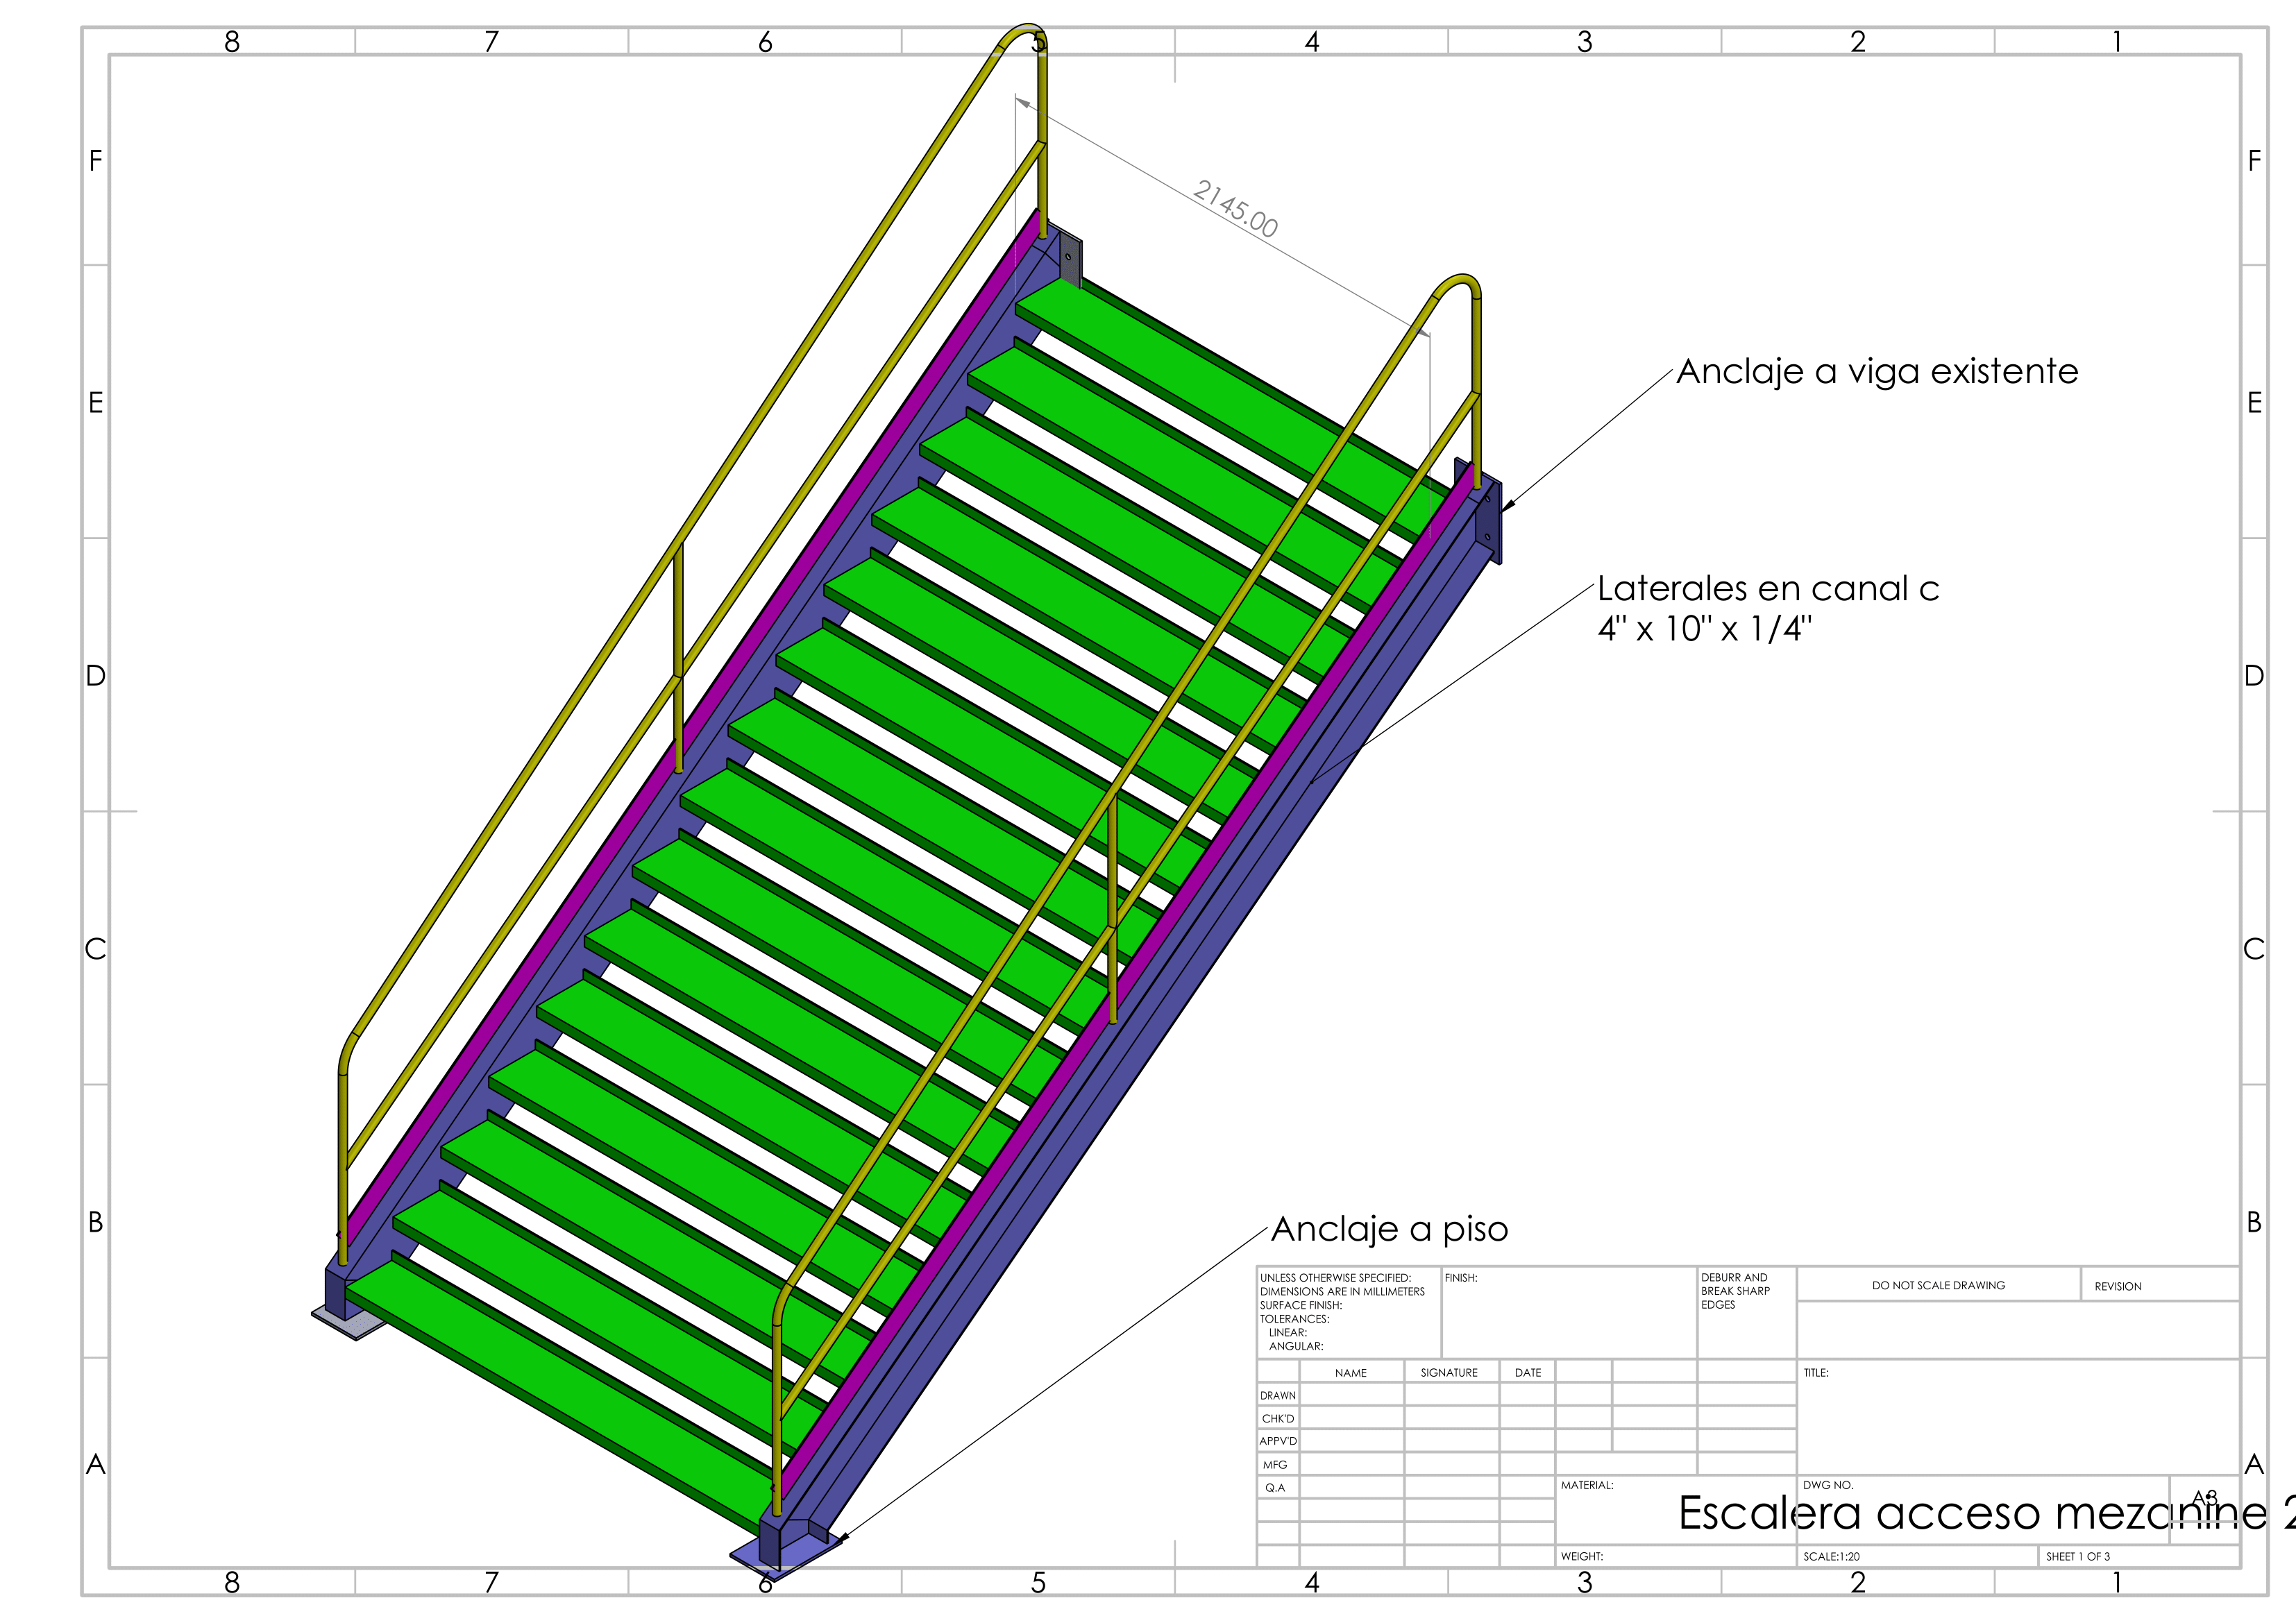 8 7 6 5 4 3 2 1
F F
2145.00
Anclaje a viga existente
E E
Laterales en canal c
4" x 10" x 1/4"
D D
C C
B B
Anclaje a piso
UNLESS OTHERWISE SPECIFIED:
DIMENSIONS ARE IN MILLIMETERS
SURFACE FINISH:
TOLERANCES:
LINEAR:
ANGULAR:
FINISH:
DEBURR AND
BREAK SHARP
EDGES
DO NOT SCALE DRAWING
REVISION
NAME SIGNATURE DATE
TITLE:
DRAWN
CHK'D
APPV'D
MFG
Q.A
A A
MATERIAL:
DWG NO.
A3
Escalera acceso mezanine 2
WEIGHT:
SCALE:1:20
SHEET 1 OF 3
8 7 6 5 4 3 2 1